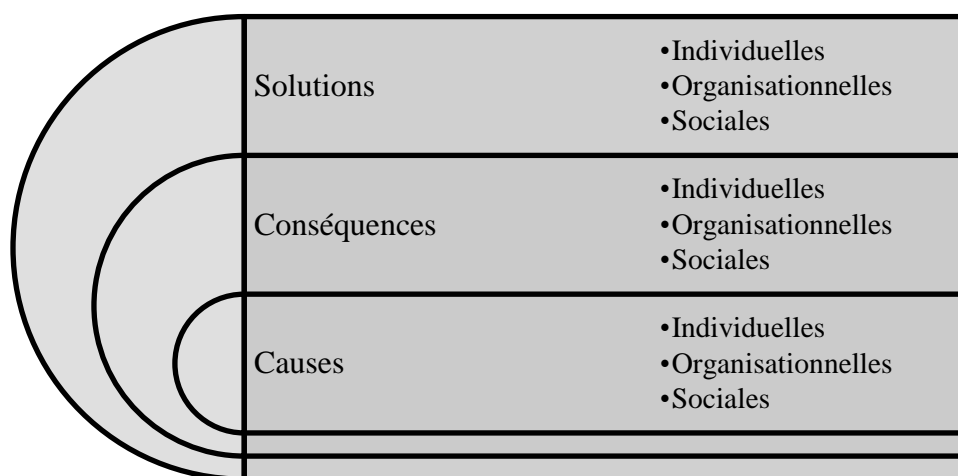 Solutions
•Individuelles
•Organisationnelles
•Sociales
Conséquences
•Individuelles
•Organisationnelles
•Sociales
Causes
•Individuelles
•Organisationnelles
•Sociales